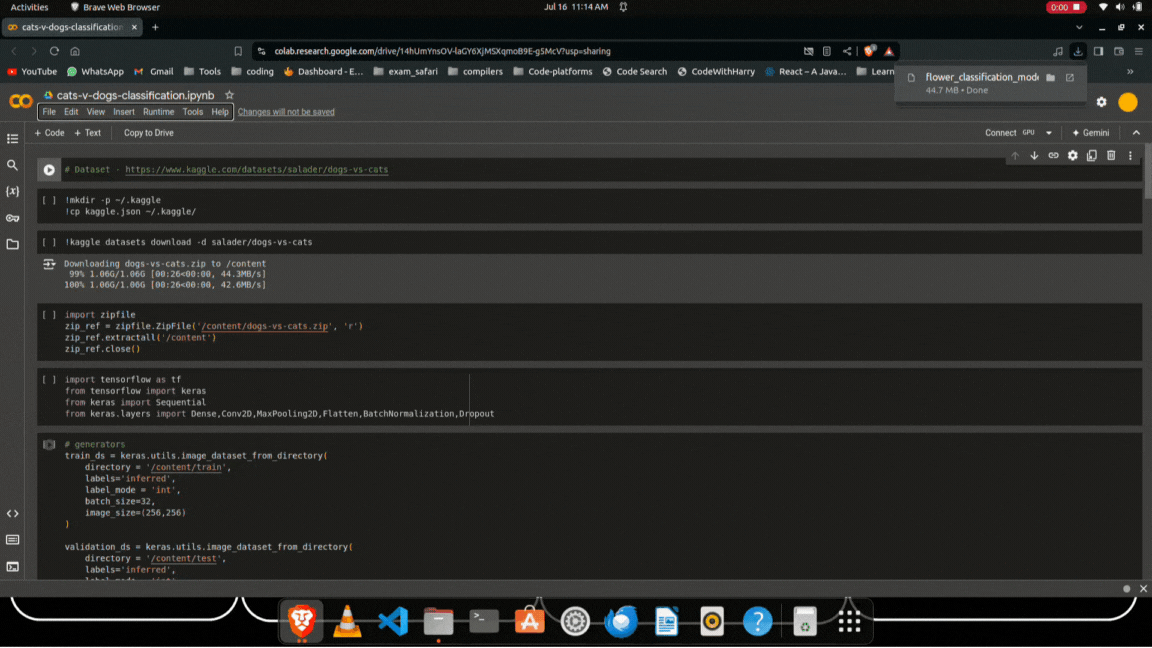 Activities
Brave Web Browser
Jul 16 11:14 AM
0:00
cats-v-dogs-classification
colab.research.google.com/drive/14hUmYnsOV-laGY6XjMSXqmoB9E-g5McV?usp=sharing
YouTube
WhatsApp
Gmail
Tools
coding
Dashboard - E...
exam_safari
compilers
Code-platforms
Code Search
CodeWithHarry
React – A Java...
Learn
flower_classification_mode
44.7 MB • Done
cats-v-dogs-classification.ipynb
File Edit View Insert Runtime Tools Help
Changes will not be saved
+ Code + Text
Copy to Drive
Connect GPU
Gemini
# Dataset - https://www.kaggle.com/datasets/salader/dogs-vs-cats
[ ] !mkdir -p ~/.kaggle
!cp kaggle.json ~/.kaggle/
[ ] !kaggle datasets download -d salader/dogs-vs-cats
Downloading dogs-vs-cats.zip to /content
99% 1.06G/1.06G [00:26<00:00, 44.3MB/s]
100% 1.06G/1.06G [00:26<00:00, 42.6MB/s]
[ ] import zipfile
zip_ref = zipfile.ZipFile('/content/dogs-vs-cats.zip', 'r')
zip_ref.extractall('/content')
zip_ref.close()
[ ] import tensorflow as tf
from tensorflow import keras
from keras import Sequential
from keras.layers import Dense,Conv2D,MaxPooling2D,Flatten,BatchNormalization,Dropout
# generators
train_ds = keras.utils.image_dataset_from_directory(
directory = '/content/train',
labels='inferred',
label_mode = 'int',
batch_size=32,
image_size=(256,256)
)
validation_ds = keras.utils.image_dataset_from_directory(
directory = '/content/test',
labels='inferred',